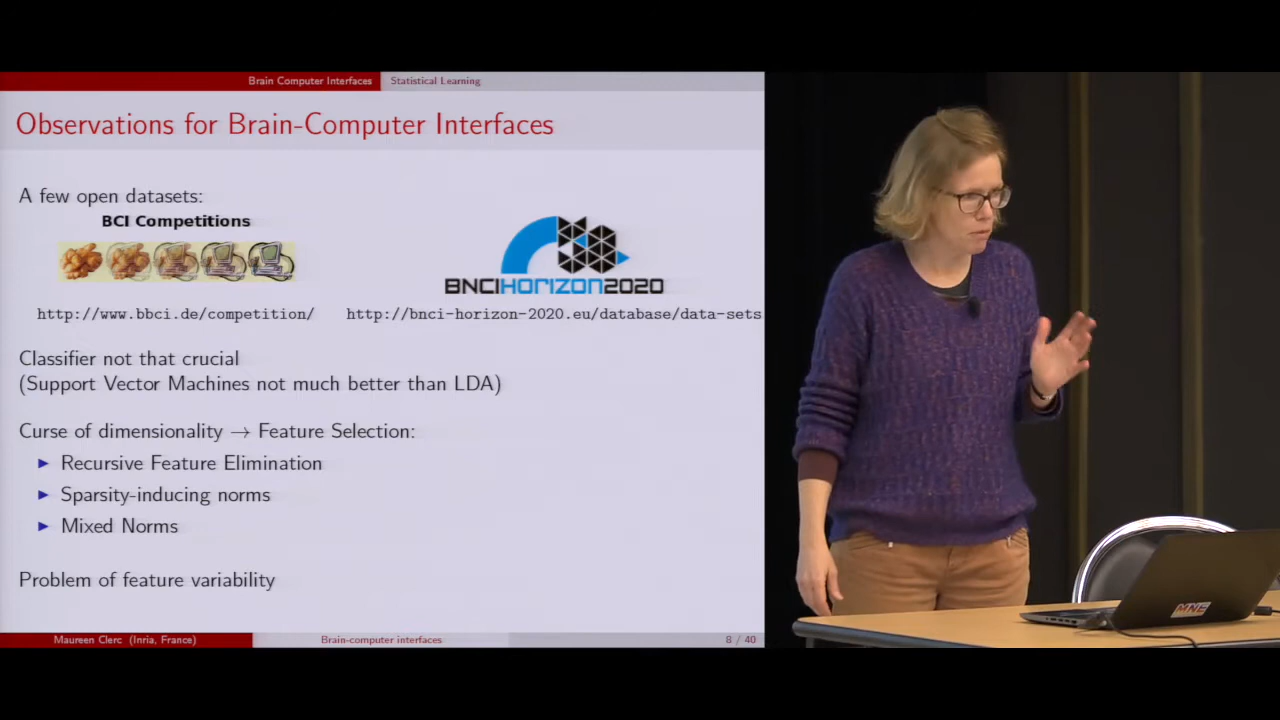 Brain Computer Interfaces Statistical Learning
Observations for Brain-Computer Interfaces
A few open datasets:
BCI Competitions
BNCIHORIZON2020
http://www.bbci.de/competition/ http://bnci-horizon-2020.eu/database/data-sets
Classifier not that crucial
(Support Vector Machines not much better than LDA)
Curse of dimensionality → Feature Selection:
▶ Recursive Feature Elimination
▶ Sparsity-inducing norms
▶ Mixed Norms
Problem of feature variability
Maureen Clerc (Inria, France) Brain-computer interfaces 8 / 40
MNE